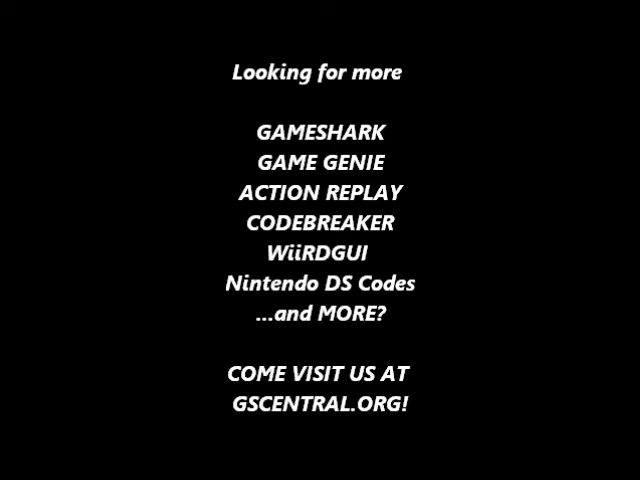 Looking for more
GAMESHARK
GAME GENIE
ACTION REPLAY
CODEBREAKER
WiiRDGUI
Nintendo DS Codes
...and MORE?
COME VISIT US AT
GSCENTRAL.ORG!